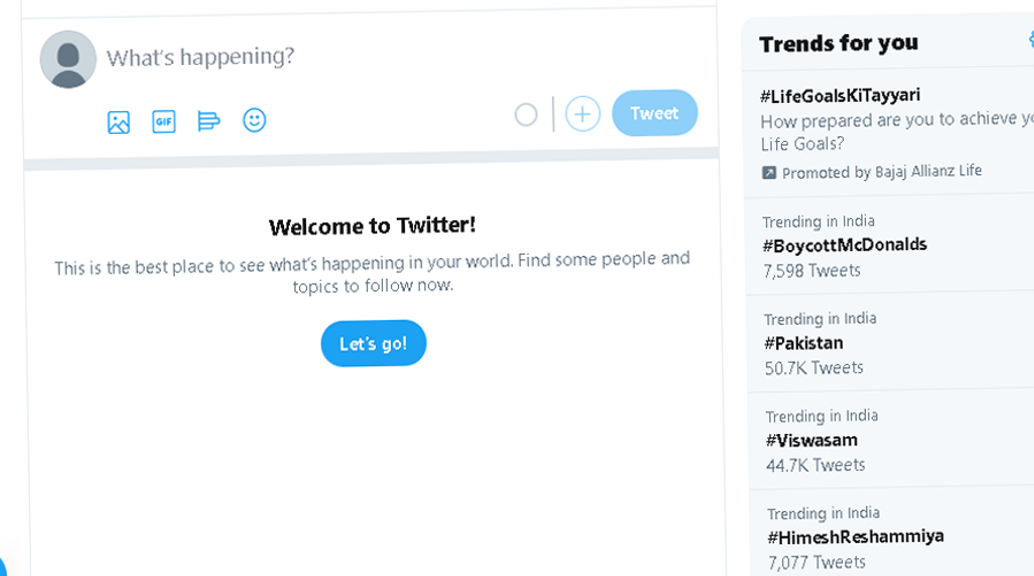 What's happening?
GIF
Tweet
Welcome to Twitter!
This is the best place to see what's happening in your world. Find some people and
topics to follow now.
Let's go!
Trends for you
#LifeGoalsKiTayyari
How prepared are you to achieve
Life Goals?
Promoted by Bajaj Allianz Life
Trending in India
#BoycottMcDonalds
7,598 Tweets
Trending in India
#Pakistan
50.7K Tweets
Trending in India
#Viswasam
44.7K Tweets
Trending in India
#HimeshReshammiya
7,077 Tweets